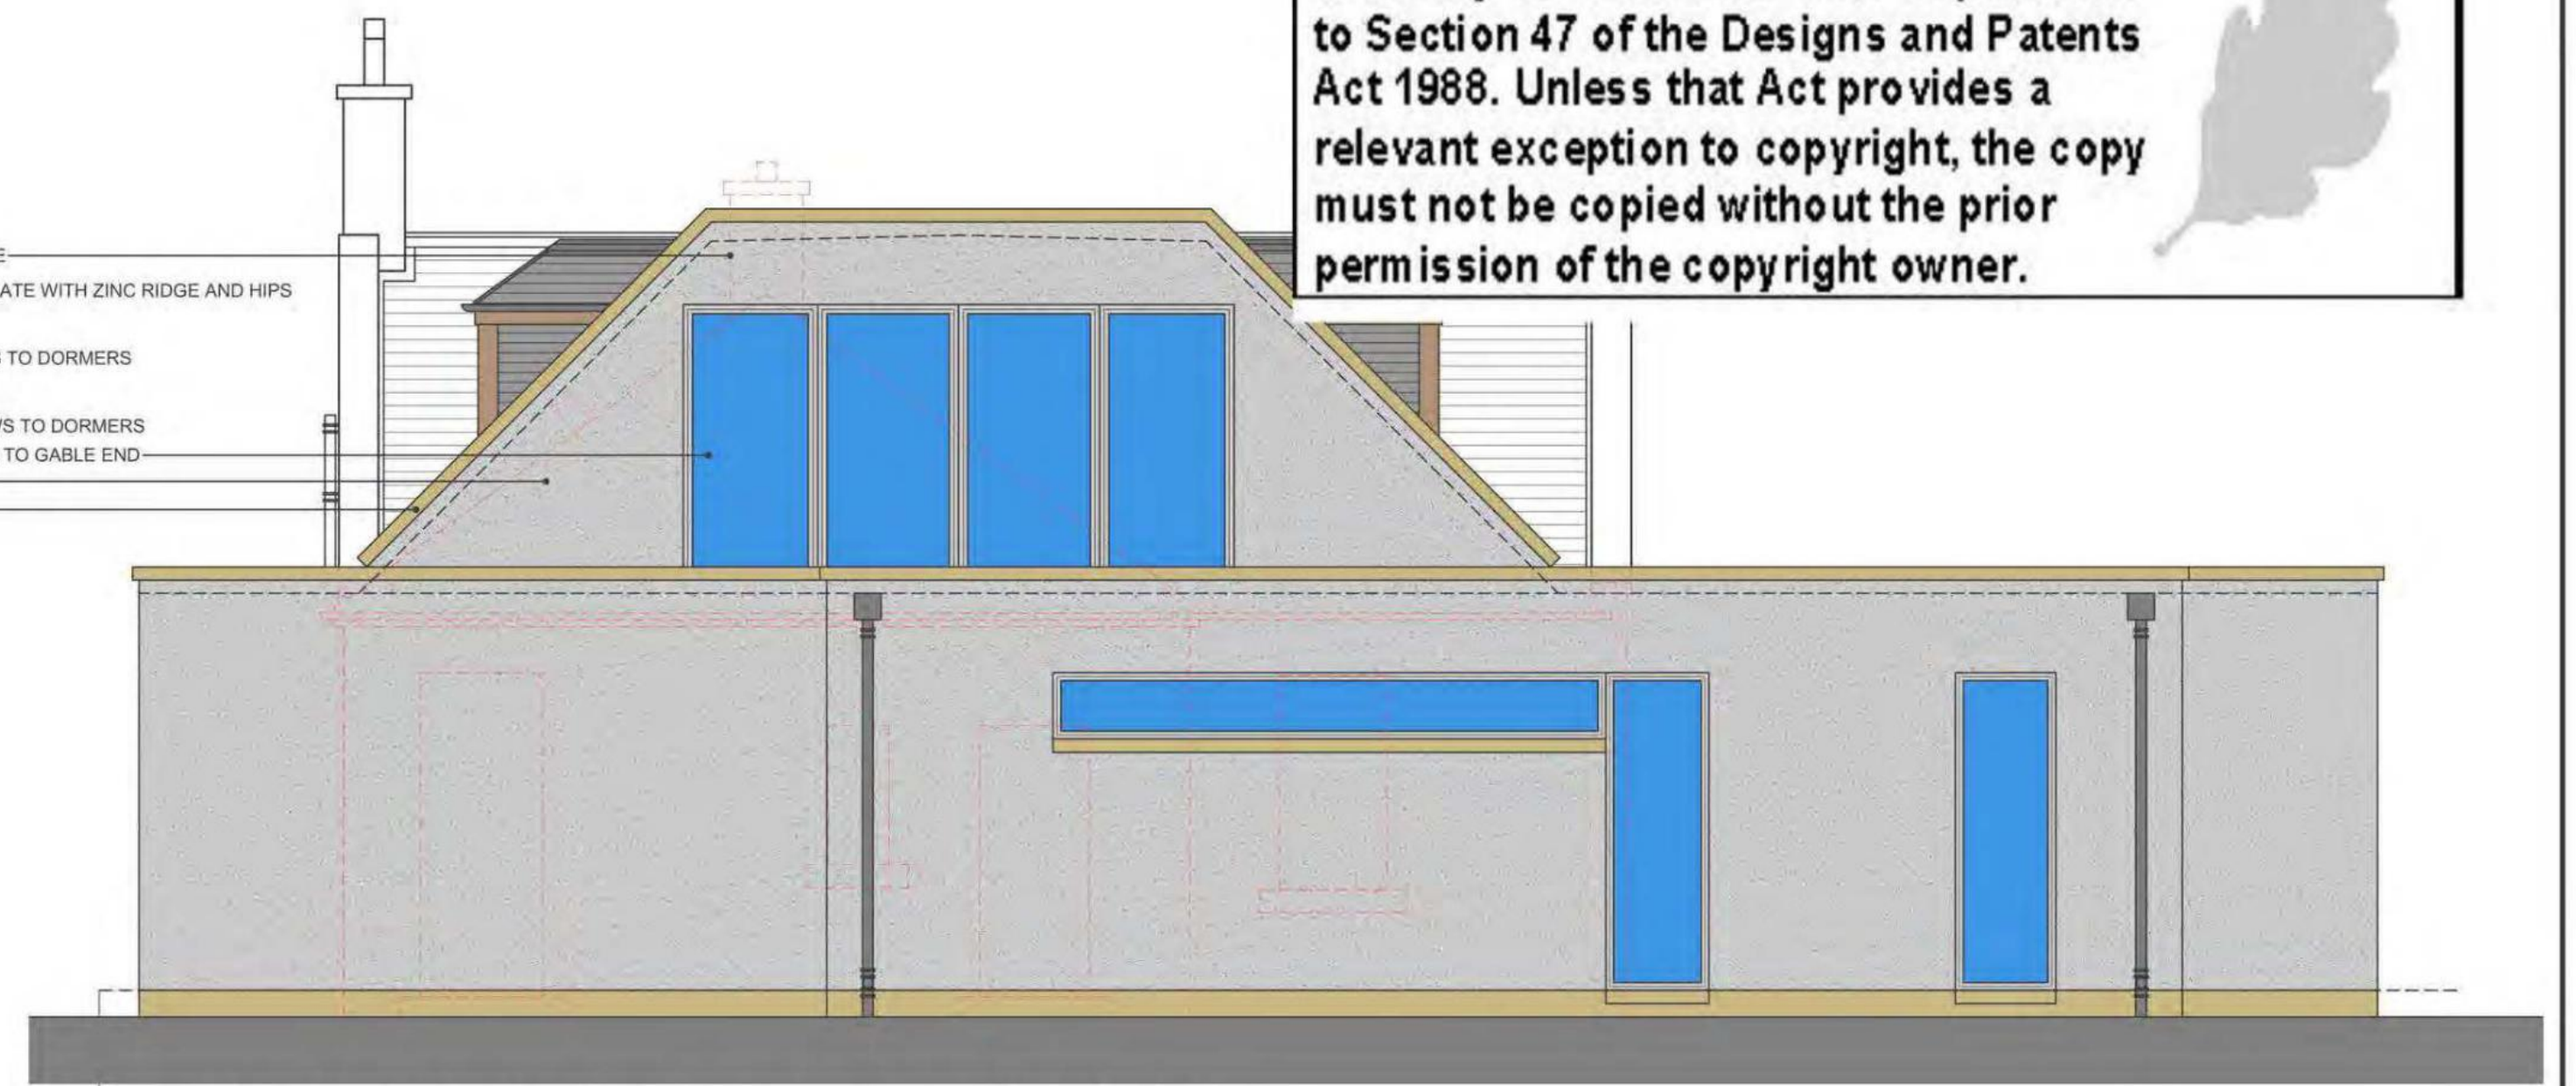 to Section 47 of the Designs and Patents
Act 1988. Unless that Act provides a
relevant exception to copyright, the copy
must not be copied without the prior
permission of the copyright owner.
WITH ZINC RIDGE AND HIPS
TO DORMERS
TO DORMERS
TO GABLE END